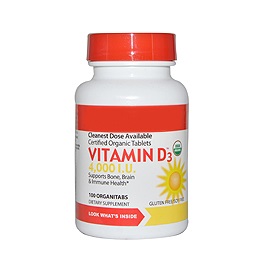 Cleanest Dose Available
Certified Organic Tablets
VITAMIN D3
4,000 I.U.
Supports Bone, Brain
& Immune Health*
100 ORGANITABS
DIETARY SUPPLEMENT
GLUTEN FREE
LOOK WHAT'S INSIDE